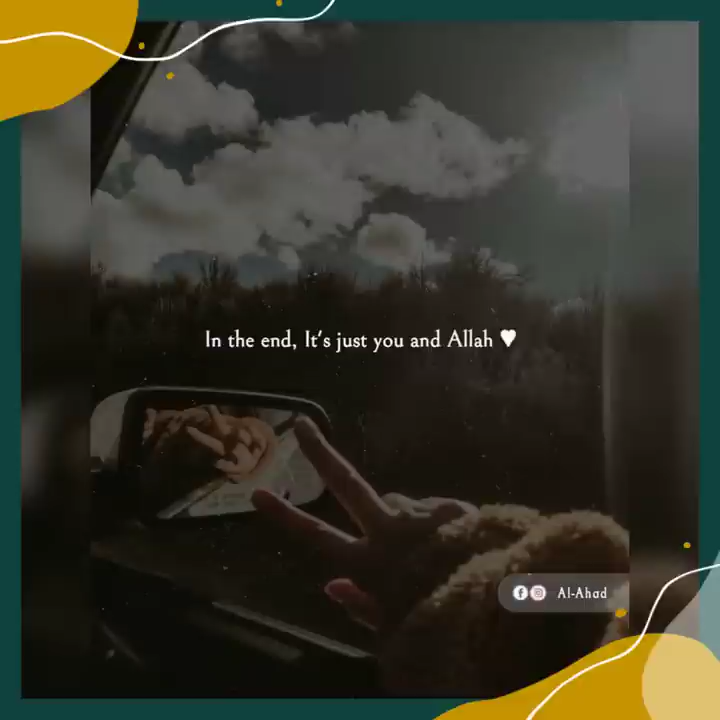 In the end, It's just you and Allah ♥
Al-Ahad